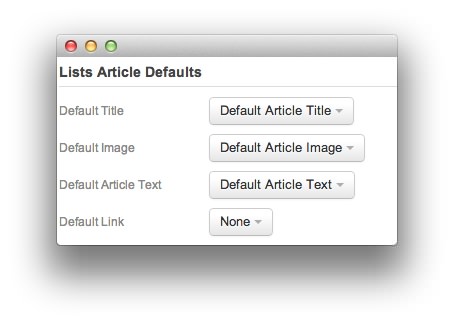 Lists Article Defaults
Default Title Default Article Title
Default Image Default Article Image
Default Article Text Default Article Text
Default Link None